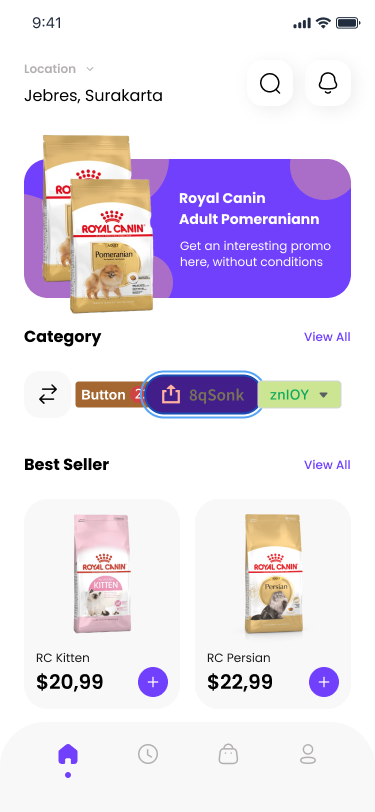 9:41
Location
Jebres, Surakarta
ROYAL CANIN
ROYAL CANIN
Pomeranian
Royal Canin
Adult Pomeraniann
Get an interesting promo
here, without conditions
Category
View All
Button 2
8qSonk
znIOY
Best Seller
View All
ROYAL CANIN
KITTEN
ROYAL CANIN
Persian
RC Kitten
$20,99
RC Persian
$22,99